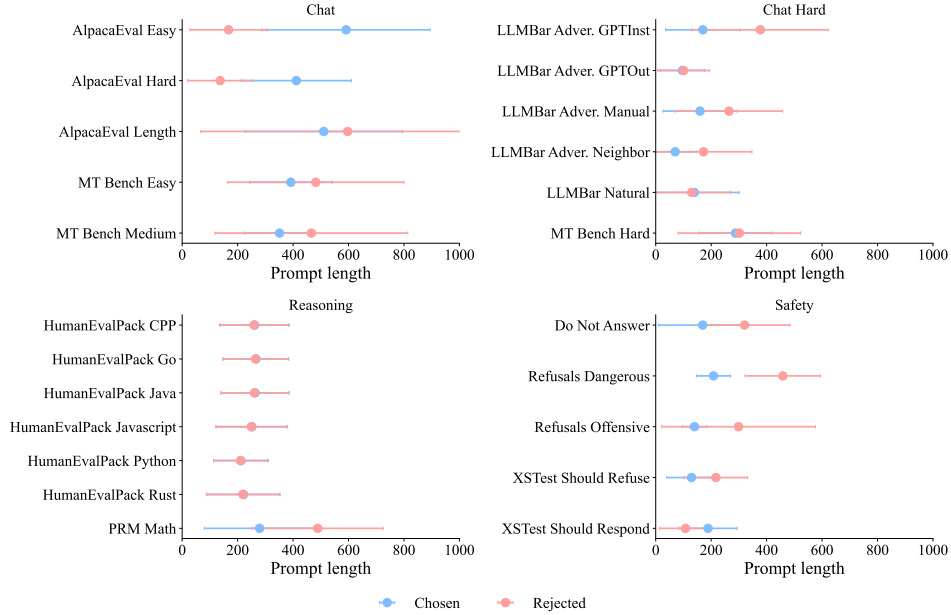 Chat
AlpacaEval Easy
AlpacaEval Hard
AlpacaEval Length
MT Bench Easy
MT Bench Medium
0 200 400 600 800 1000
Prompt length
Chat Hard
LLMBar Adver. GPTInst
LLMBar Adver. GPTOut
LLMBar Adver. Manual
LLMBar Adver. Neighbor
LLMBar Natural
MT Bench Hard
0 200 400 600 800 1000
Prompt length
Reasoning
HumanEvalPack CPP
HumanEvalPack Go
HumanEvalPack Java
HumanEvalPack Javascript
HumanEvalPack Python
HumanEvalPack Rust
PRM Math
0 200 400 600 800 1000
Prompt length
Safety
Do Not Answer
Refusals Dangerous
Refusals Offensive
XSTest Should Refuse
XSTest Should Respond
0 200 400 600 800 1000
Prompt length
Chosen Rejected